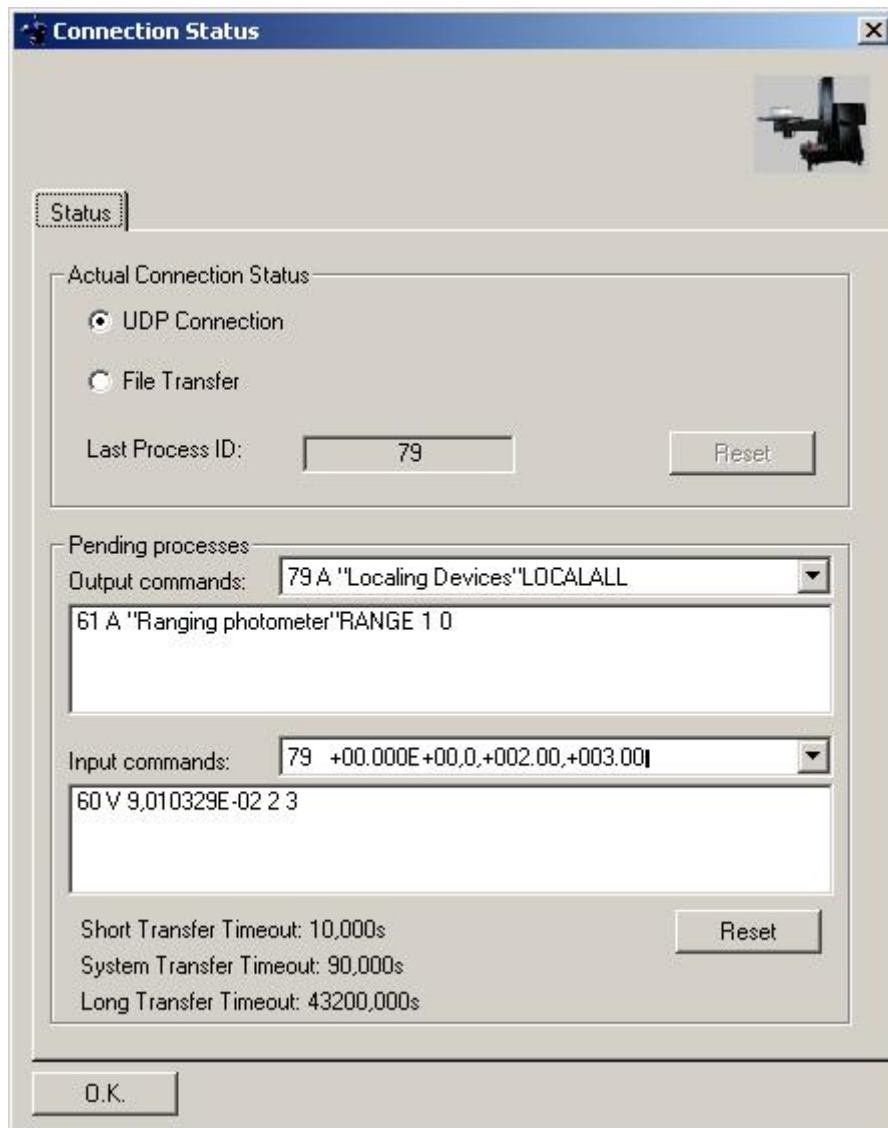 Connection Status
Status
Actual Connection Status
UDP Connection
File Transfer
Last Process ID: 79 Reset
Pending processes
Output commands: 79 A "Localing Devices"LOCALALL
61 A "Ranging photometer"RANGE 1 0
Input commands: 79 +00.000E+00,0,+002.00,+003.00
60 V 9,010329E-02 2 3
Short Transfer Timeout: 10,000s Reset
System Transfer Timeout: 90,000s
Long Transfer Timeout: 43200,000s
O.K.